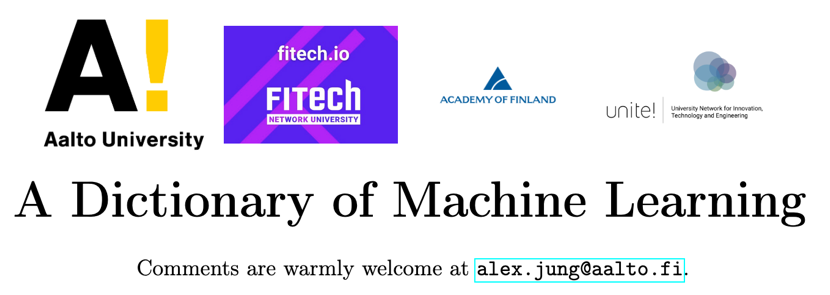 A!
Aalto University
fitech.io
FITech
NETWORK UNIVERSITY
ACADEMY OF FINLAND
unite!
University Network for Innovation,
Technology and Engineering
A Dictionary of Machine Learning
Comments are warmly welcome at alex.jung@aalto.fi.